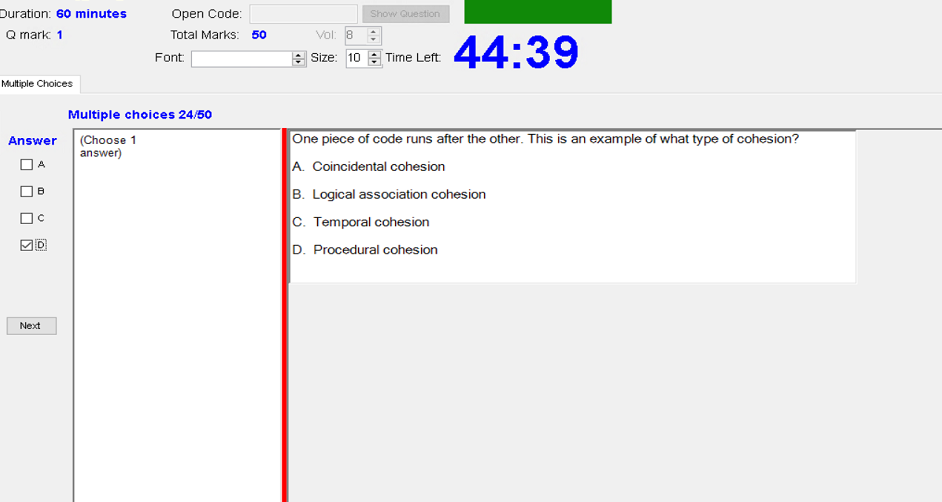 Duration: 60 minutes Open Code: Show Question
Q mark: 1 Total Marks: 50 Vol: 8
Font: Size: 10 Time Left: 44:39
Multiple Choices
Multiple choices 24/50
Answer
A
B
C
D
Next
(Choose 1
answer)
One piece of code runs after the other. This is an example of what type of cohesion?
A. Coincidental cohesion
B. Logical association cohesion
C. Temporal cohesion
D. Procedural cohesion